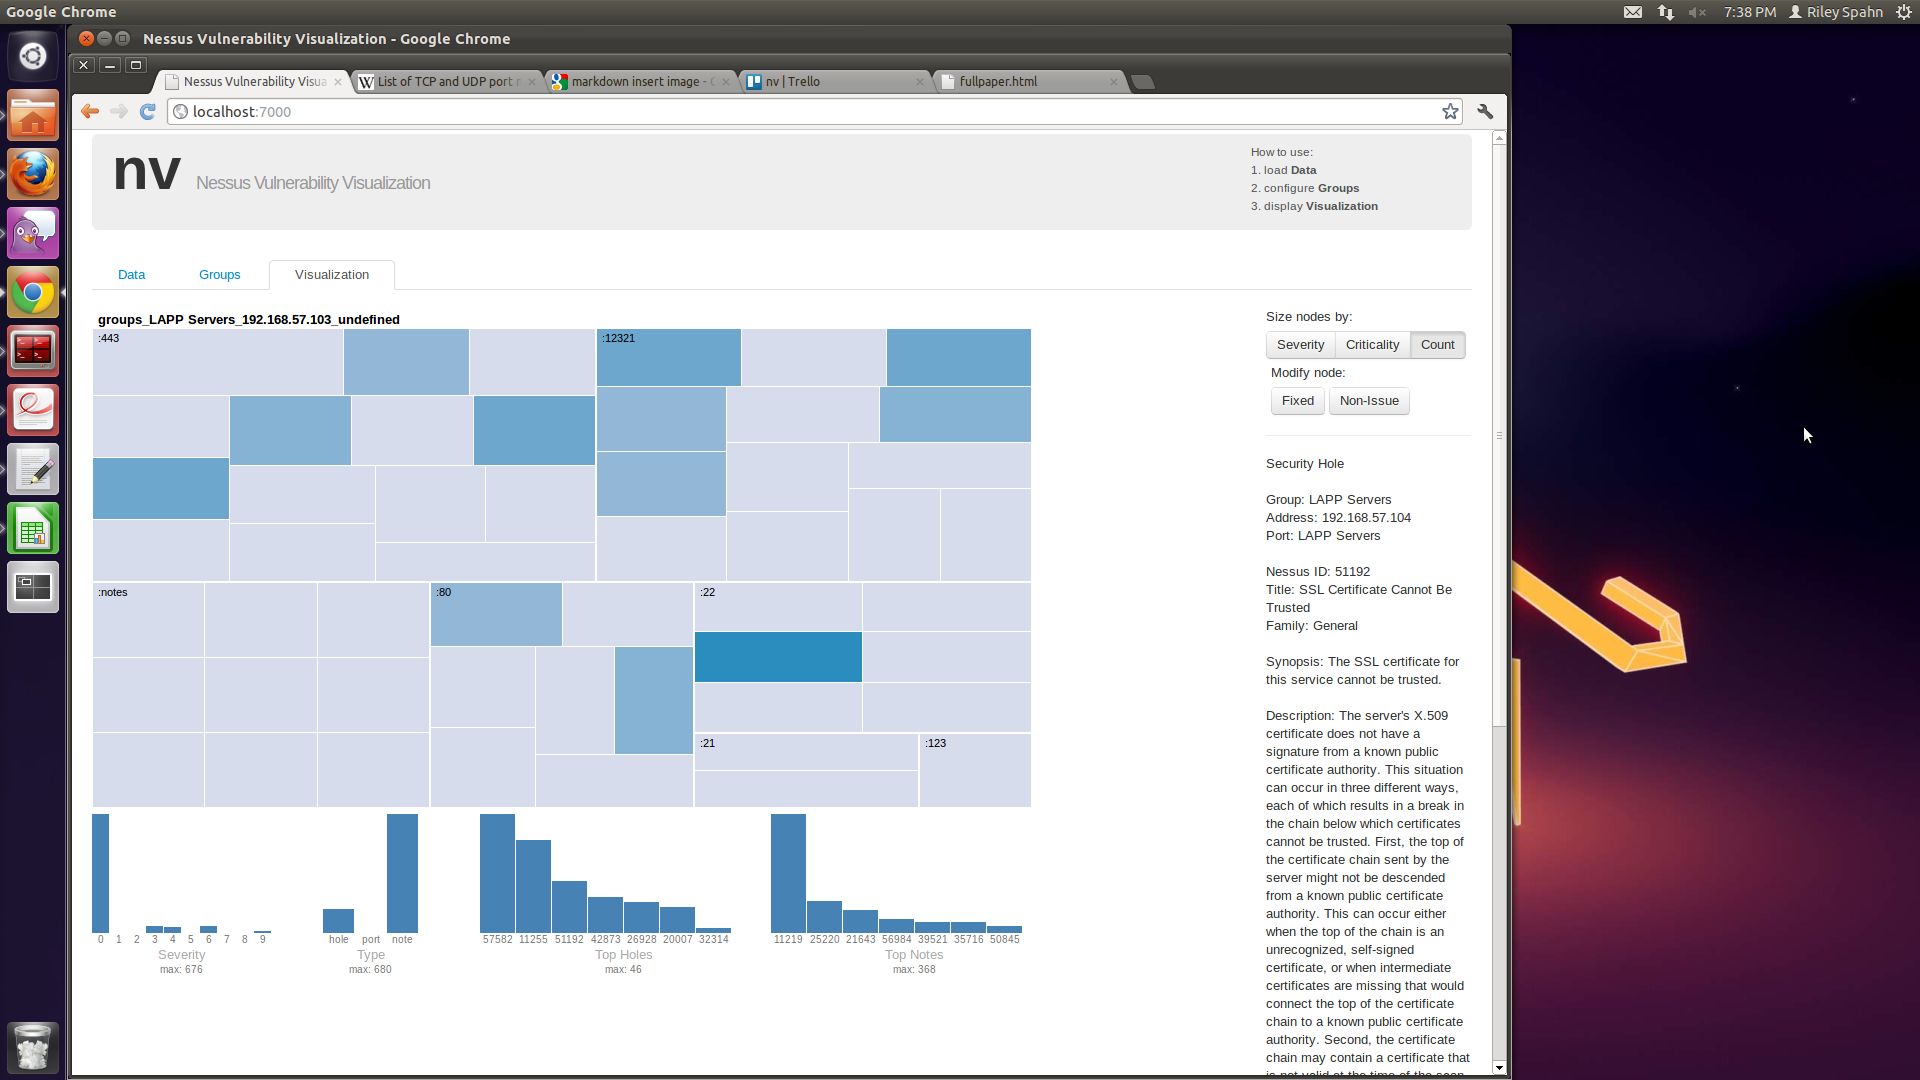 Google Chrome
7:38 PM
Riley Spahn
Nessus Vulnerability Visualization - Google Chrome
Nessus Vulnerability Visua
List of TCP and UDP port n
markdown insert image - G
nv | Trello
fullpaper.html
localhost:7000
nv Nessus Vulnerability Visualization
How to use:
1. load Data
2. configure Groups
3. display Visualization
Data
Groups
Visualization
groups_LAPP Servers_192.168.57.103_undefined
:443
:12321
:notes
:80
:22
:21
:123
0 1 2 3 4 5 6 7 8 9
Severity
max: 676
hole port note
Type
max: 680
57582 11255 51192 42873 26928 20007 32314
Top Holes
max: 46
11219 25220 21643 56984 39521 35716 50845
Top Notes
max: 368
Size nodes by:
Severity Criticality Count
Modify node:
Fixed Non-Issue
Security Hole
Group: LAPP Servers
Address: 192.168.57.104
Port: LAPP Servers
Nessus ID: 51192
Title: SSL Certificate Cannot Be
Trusted
Family: General
Synopsis: The SSL certificate for
this service cannot be trusted.
Description: The server's X.509
certificate does not have a
signature from a known public
certificate authority. This situation
can occur in three different ways,
each of which results in a break in
the chain below which certificates
cannot be trusted. First, the top of
the certificate chain sent by the
server might not be descended
from a known public certificate
authority. This can occur either
when the top of the chain is an
unrecognized, self-signed
certificate, or when intermediate
certificates are missing that would
connect the top of the certificate
chain to a known public certificate
authority. Second, the certificate
chain may contain a certificate that
is not valid at the time of the scan